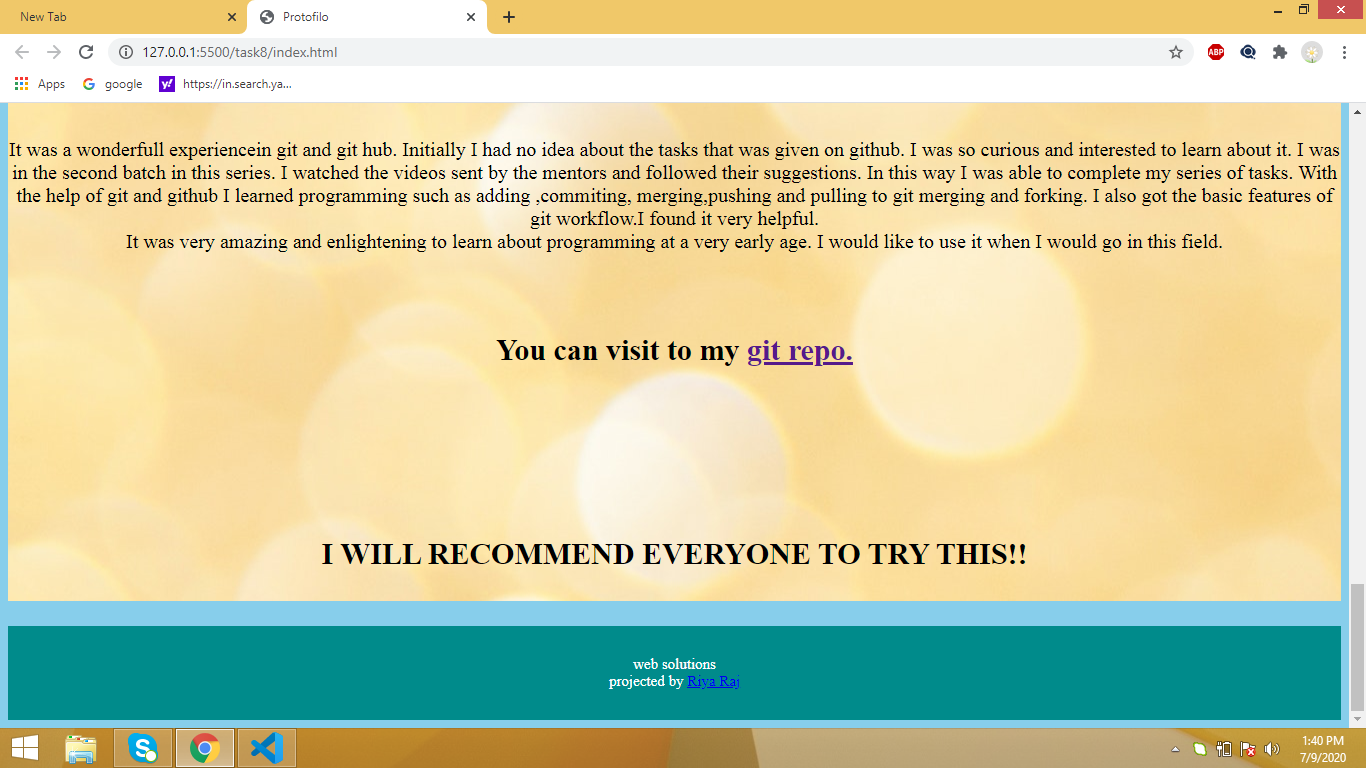 New Tab
Protofilo
127.0.0.1:5500/task8/index.html
ABP
Apps
google
y!
https://in.search.ya...
It was a wonderfull experiencein git and git hub. Initially I had no idea about the tasks that was given on github. I was so curious and interested to learn about it. I was
in the second batch in this series. I watched the videos sent by the mentors and followed their suggestions. In this way I was able to complete my series of tasks. With
the help of git and github I learned programming such as adding ,commiting, merging,pushing and pulling to git merging and forking. I also got the basic features of
git workflow.I found it very helpful.
It was very amazing and enlightening to learn about programming at a very early age. I would like to use it when I would go in this field.
You can visit to my git repo.
I WILL RECOMMEND EVERYONE TO TRY THIS!!
web solutions
projected by Riya Raj
1:40 PM
7/9/2020